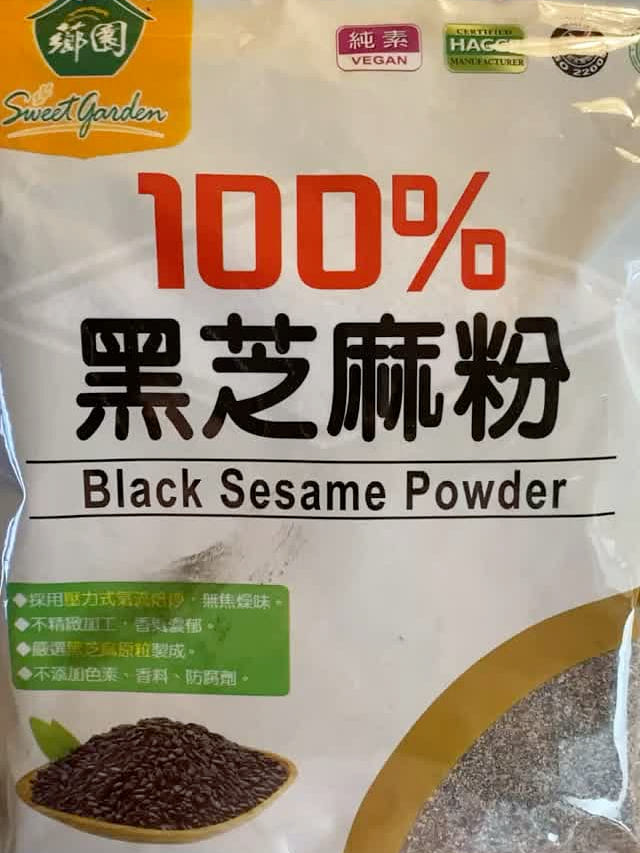 薌園
Sweet Garden
純素
VEGAN
CERTIFIED
HACCP
MANUFACTURER
ISO 22000
100%
黑芝麻粉
Black Sesame Powder
◆採用壓力式氣流焙炒，無焦燥味。
◆不精緻加工，香氣濃郁。
◆嚴選黑芝麻原粒製成。
◆不添加色素、香料、防腐劑。